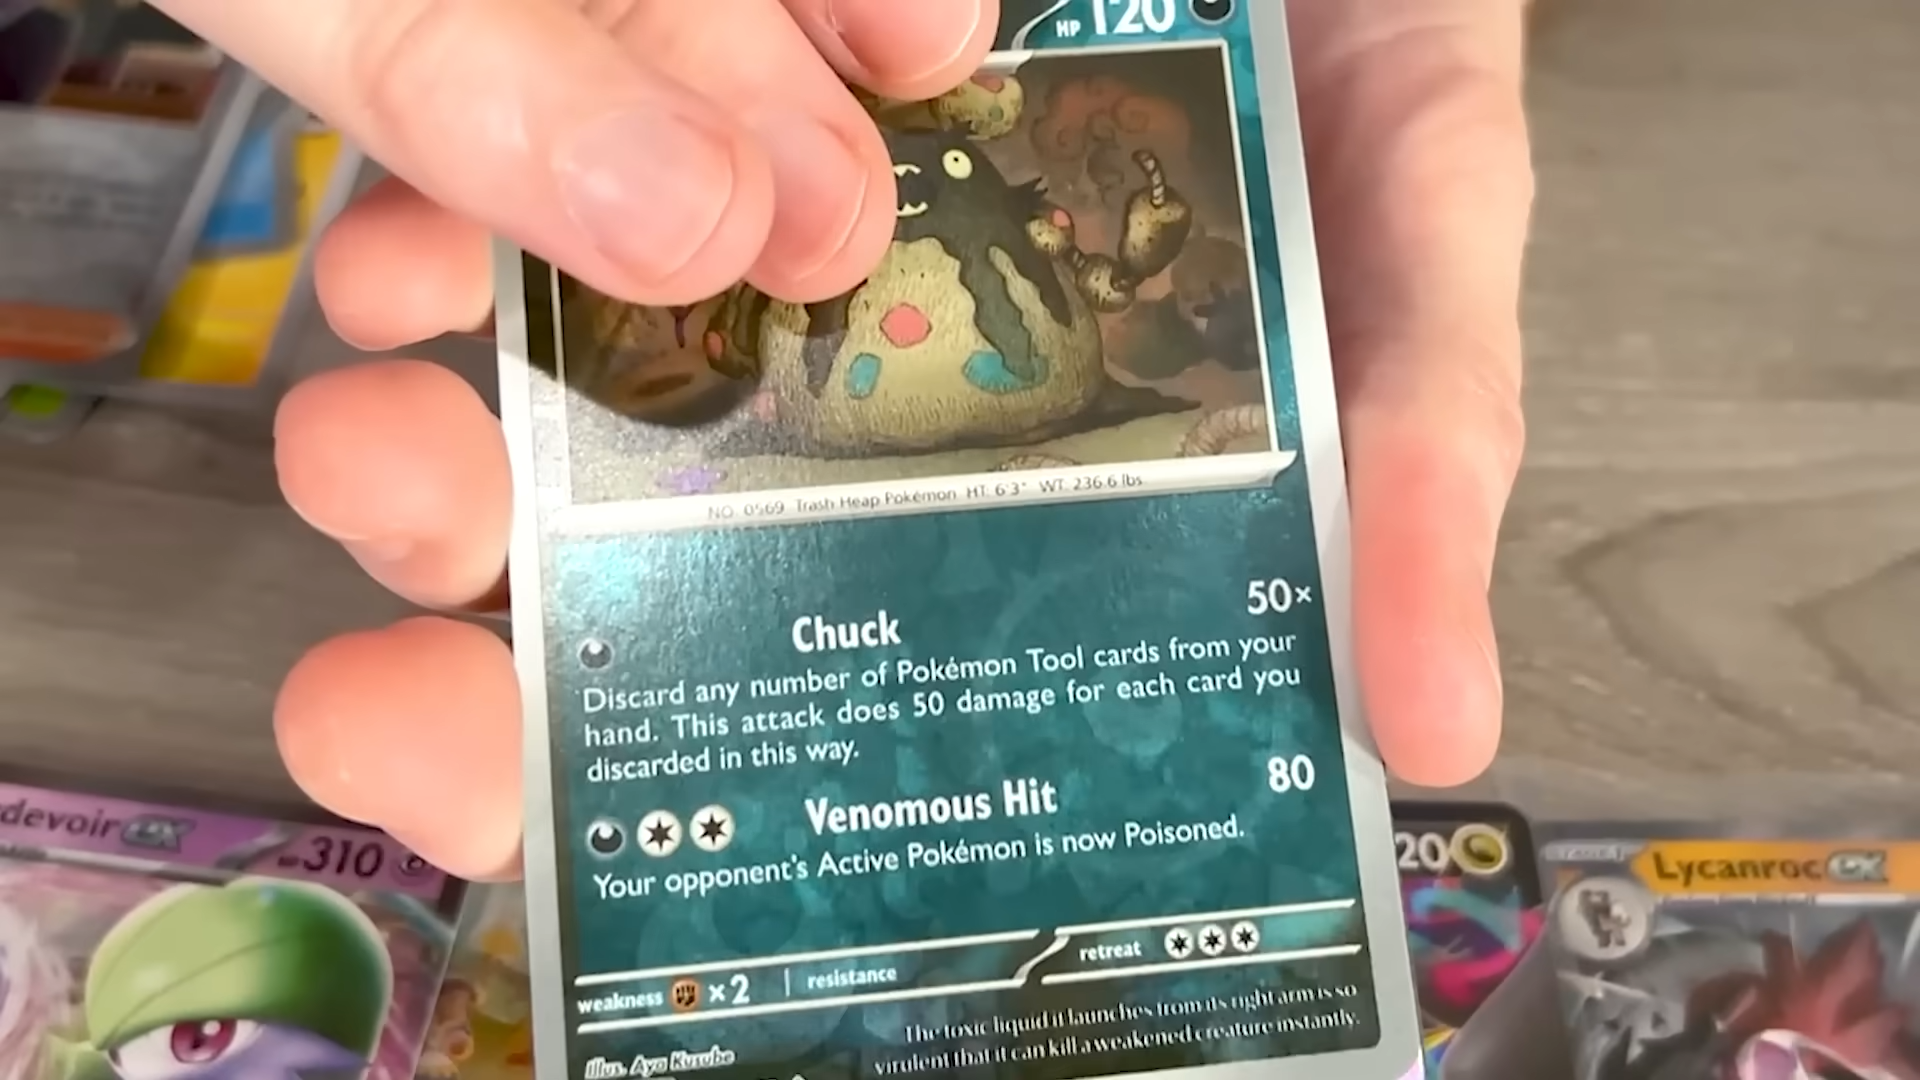 HP 120
NO. 0569 Trash Heap Pokémon HT: 6'3" WT: 236.6 lbs
Chuck 50×
Discard any number of Pokémon Tool cards from your
hand. This attack does 50 damage for each card you
discarded in this way.
Venomous Hit 80
Your opponent's Active Pokémon is now Poisoned.
weakness ×2 resistance retreat
The toxic liquid it launches from its right arm is so
virulent that it can kill a weakened creature instantly.
Illus. Aya Kusube
devoir ex 310
20
STAGE 1 Lycanroc ex